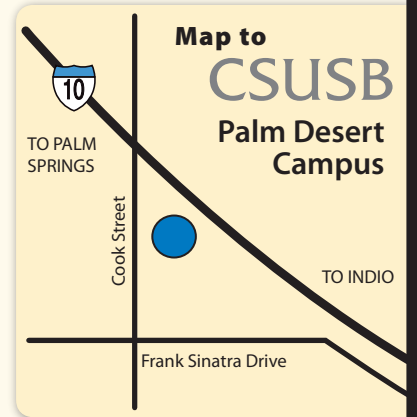 Map to
CSUSB
Palm Desert
Campus
10
TO PALM
SPRINGS
Cook Street
TO INDIO
Frank Sinatra Drive